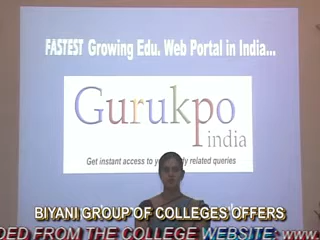 FASTEST Growing Edu. Web Portal in India...
Gurukpo
india
Get instant access to related queries
BIYANI GROUP OF COLLEGES OFFERS
FROM THE COLLEGE WEBSITE: www.